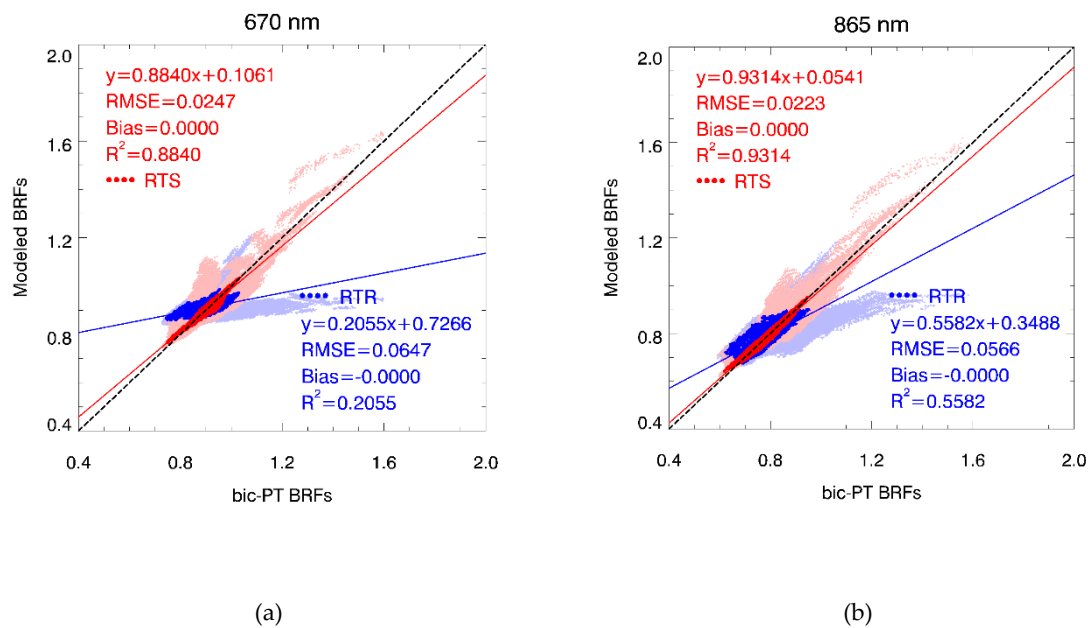 670 nm
2.0
1.6
1.2
0.8
0.4
Modeled BRFs
y=0.8840x+0.1061
RMSE=0.0247
Bias=0.0000
R²=0.8840
RTS
RTR
y=0.2055x+0.7266
RMSE=0.0647
Bias=-0.0000
R²=0.2055
0.4 0.8 1.2 1.6 2.0
bic-PT BRFs
(a)
865 nm
2.0
1.6
1.2
0.8
0.4
Modeled BRFs
y=0.9314x+0.0541
RMSE=0.0223
Bias=0.0000
R²=0.9314
RTS
RTR
y=0.5582x+0.3488
RMSE=0.0566
Bias=-0.0000
R²=0.5582
0.4 0.8 1.2 1.6 2.0
bic-PT BRFs
(b)